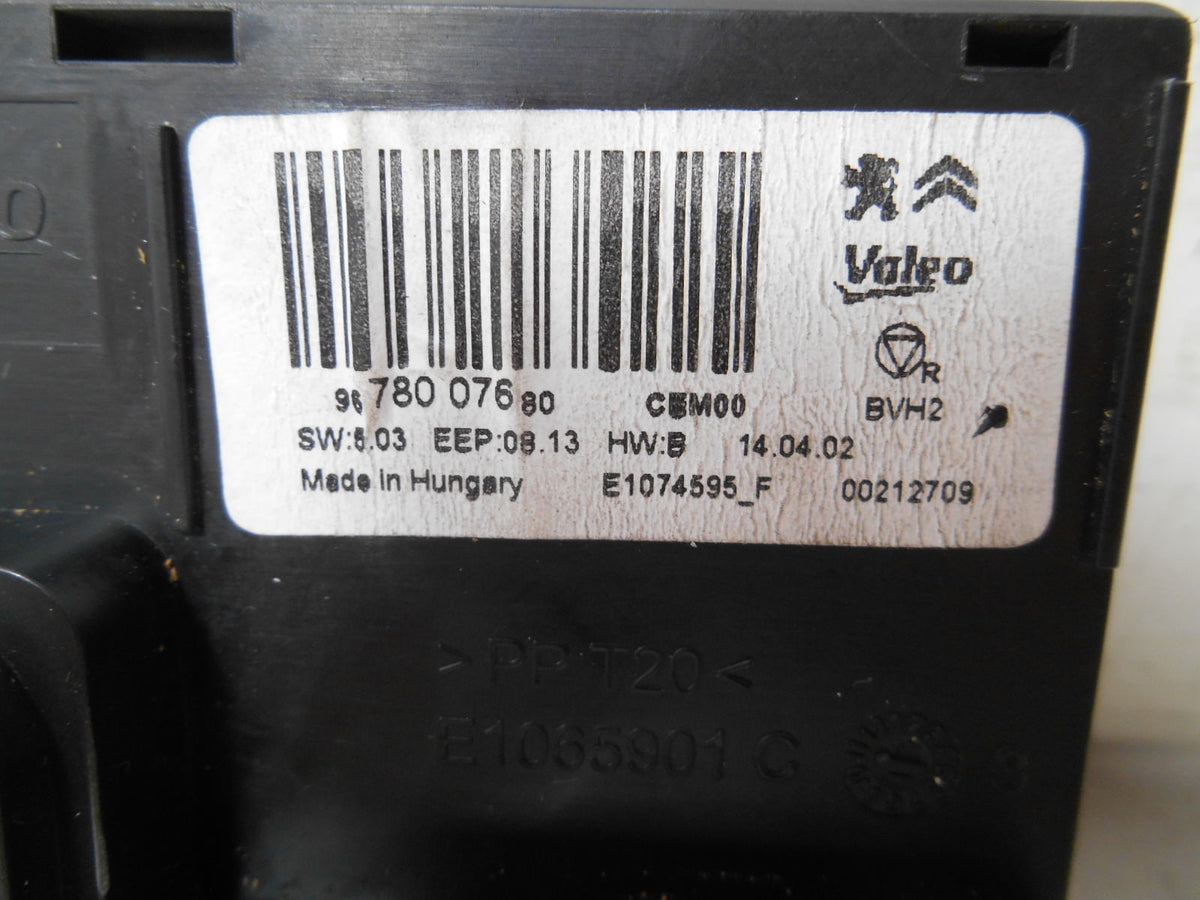 O
Valeo
R
96 780 076 80 CEM00 BVH2
SW:5.03 EEP:08.13 HW:B 14.04.02
Made in Hungary E1074595_F 00212709
>PP T20<
E1065901 C